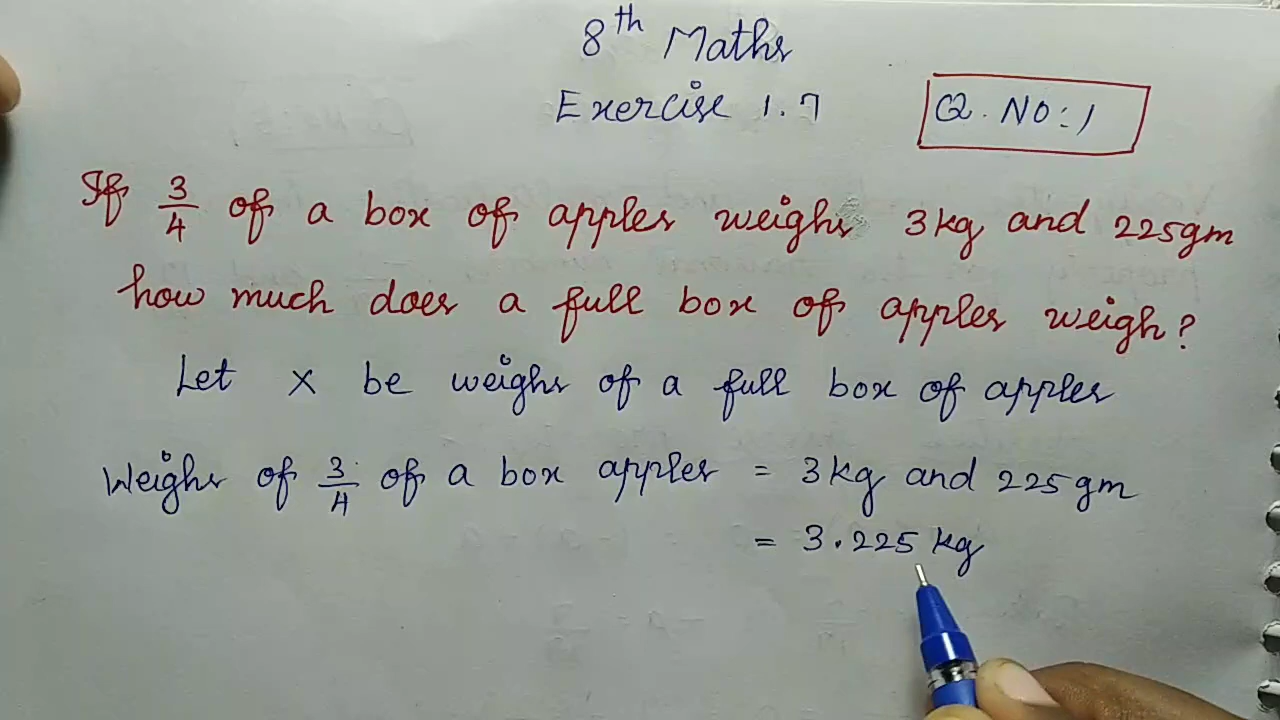 8th Maths
Exercise 1.7
Q. NO:1
If 3/4 of a box of apples weighs 3kg and 225gm
how much does a full box of apples weigh?
Let x be weighs of a full box of apples
Weighs of 3/4 of a box apples = 3kg and 225gm
= 3.225 kg